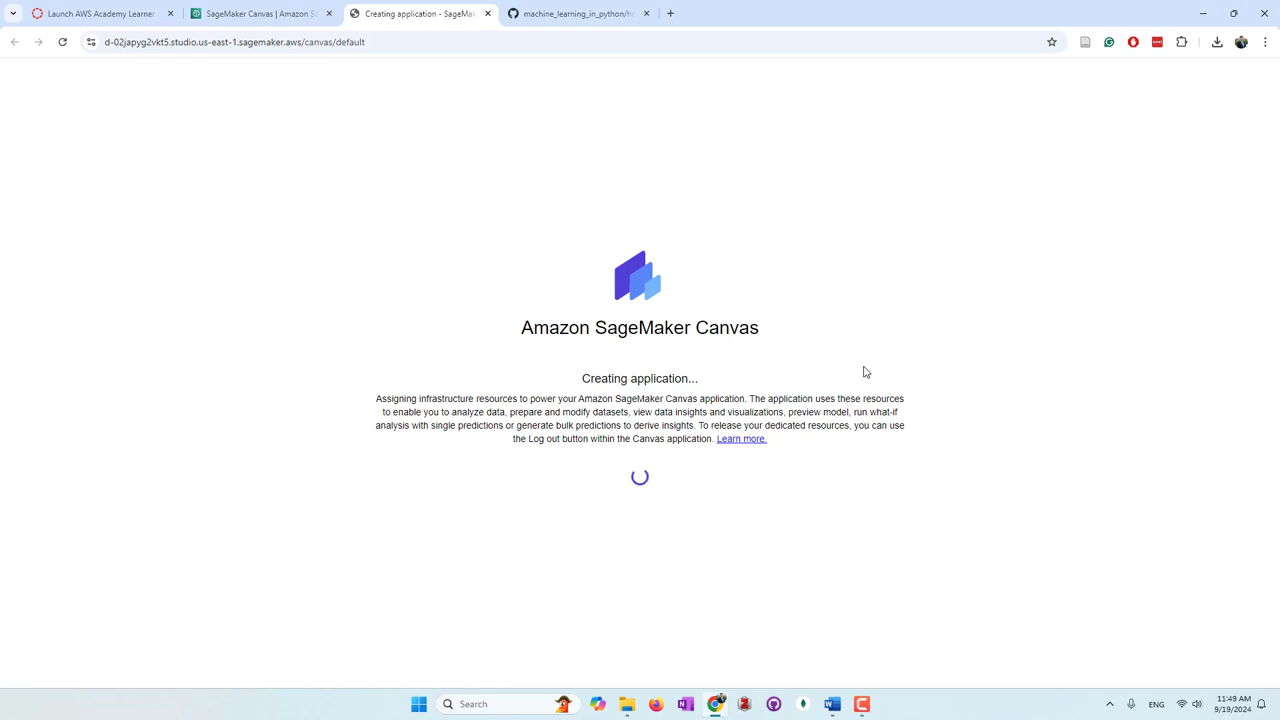 Launch AWS Academy Learner
SageMaker Canvas | Amazon S
Creating application - SageMa
machine_learning_in_python/ho
d-02japyg2vkt5.studio.us-east-1.sagemaker.aws/canvas/default
Amazon SageMaker Canvas
Creating application...
Assigning infrastructure resources to power your Amazon SageMaker Canvas application. The application uses these resources
to enable you to analyze data, prepare and modify datasets, view data insights and visualizations, preview model, run what-if
analysis with single predictions or generate bulk predictions to derive insights. To release your dedicated resources, you can use
the Log out button within the Canvas application. Learn more.
Search
ENG
11:49 AM
9/19/2024